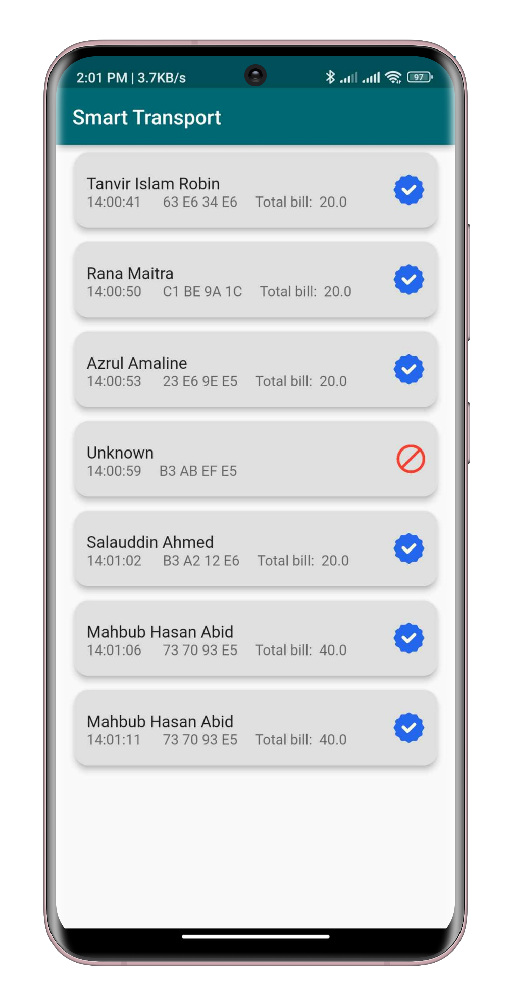 2:01 PM | 3.7KB/s 97
Smart Transport
Tanvir Islam Robin
14:00:41 63 E6 34 E6 Total bill: 20.0
Rana Maitra
14:00:50 C1 BE 9A 1C Total bill: 20.0
Azrul Amaline
14:00:53 23 E6 9E E5 Total bill: 20.0
Unknown
14:00:59 B3 AB EF E5
Salauddin Ahmed
14:01:02 B3 A2 12 E6 Total bill: 20.0
Mahbub Hasan Abid
14:01:06 73 70 93 E5 Total bill: 40.0
Mahbub Hasan Abid
14:01:11 73 70 93 E5 Total bill: 40.0